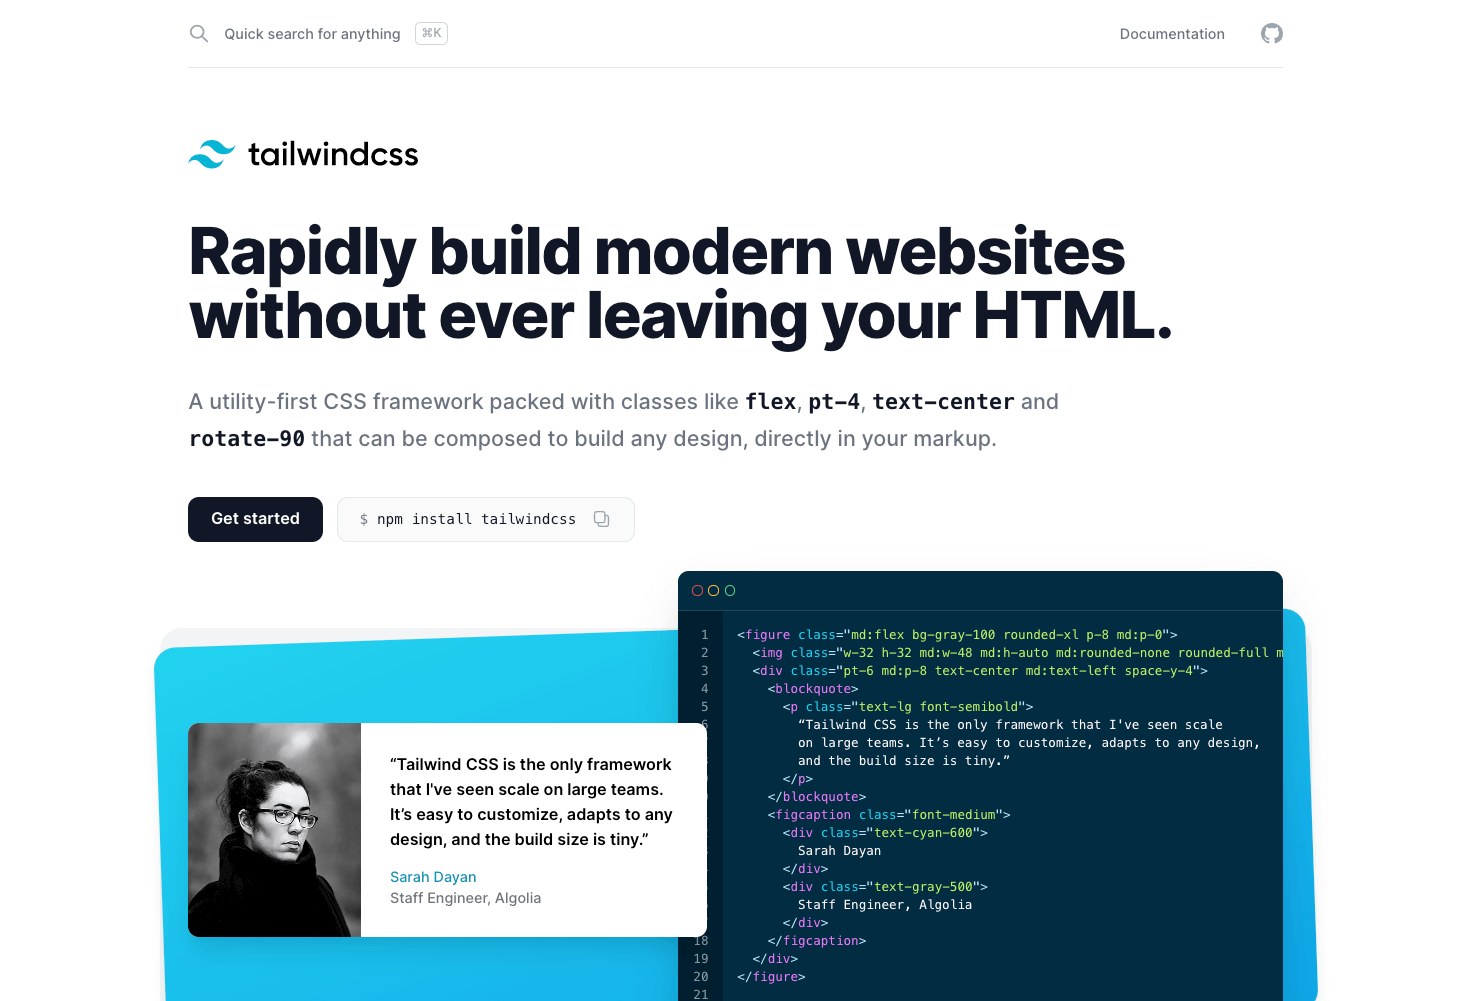 Quick search for anything ⌘K
Documentation
tailwindcss
Rapidly build modern websites
without ever leaving your HTML.
A utility-first CSS framework packed with classes like flex, pt-4, text-center and
rotate-90 that can be composed to build any design, directly in your markup.
Get started
$ npm install tailwindcss
“Tailwind CSS is the only framework
that I've seen scale on large teams.
It’s easy to customize, adapts to any
design, and the build size is tiny.”
Sarah Dayan
Staff Engineer, Algolia
1 <figure class="md:flex bg-gray-100 rounded-xl p-8 md:p-0">
2 <img class="w-32 h-32 md:w-48 md:h-auto md:rounded-none rounded-full m
3 <div class="pt-6 md:p-8 text-center md:text-left space-y-4">
4 <blockquote>
5 <p class="text-lg font-semibold">
6 “Tailwind CSS is the only framework that I've seen scale
on large teams. It’s easy to customize, adapts to any design,
and the build size is tiny.”
</p>
</blockquote>
<figcaption class="font-medium">
<div class="text-cyan-600">
Sarah Dayan
</div>
<div class="text-gray-500">
Staff Engineer, Algolia
</div>
18 </figcaption>
19 </div>
20 </figure>
21